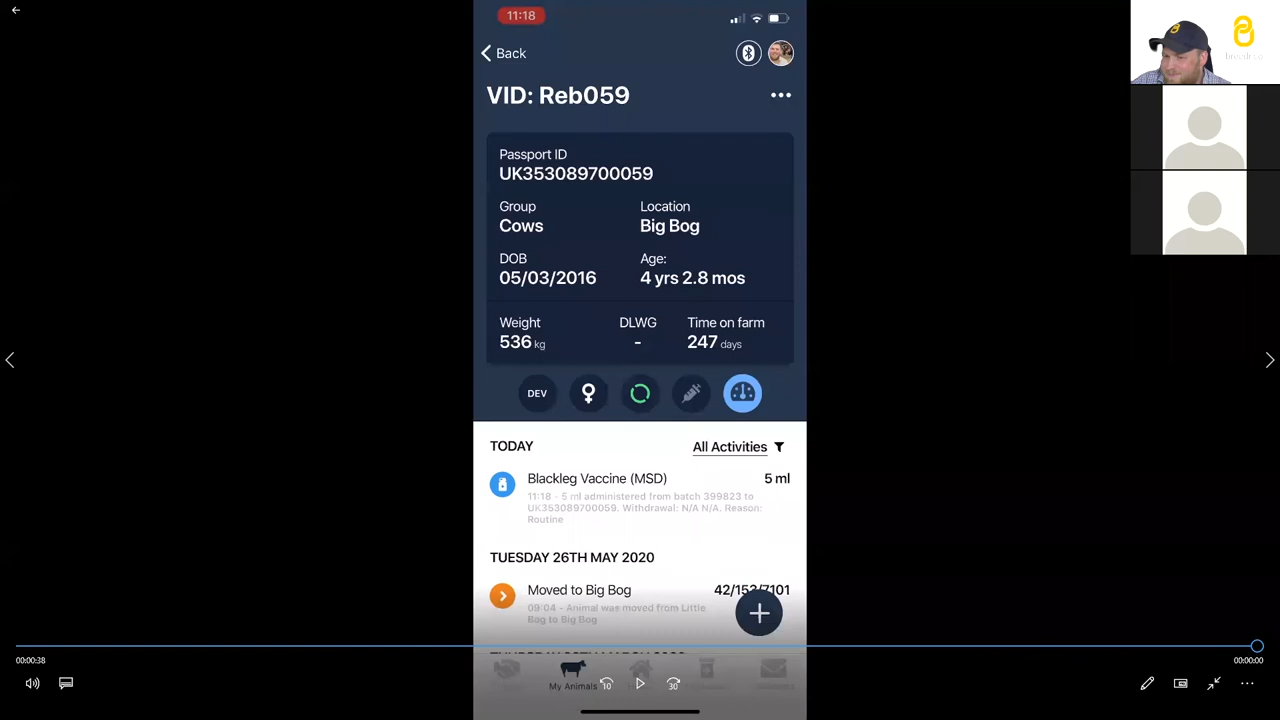 11:18
Back
VID: Reb059
Passport ID
UK353089700059
Group
Location
Cows
Big Bog
DOB
Age:
05/03/2016
4 yrs 2.8 mos
Weight
DLWG
Time on farm
536 kg
-
247 days
DEV
TODAY
All Activities
Blackleg Vaccine (MSD)
5 ml
11:18 - 5 ml administered from batch 399823 to
UK353089700059. Withdrawal: N/A N/A. Reason:
Routine
TUESDAY 26TH MAY 2020
Moved to Big Bog
42/153/7101
09:04 - Animal was moved from Little
Bog to Big Bog
My Animals
10
30
00:00:38
00:00:00